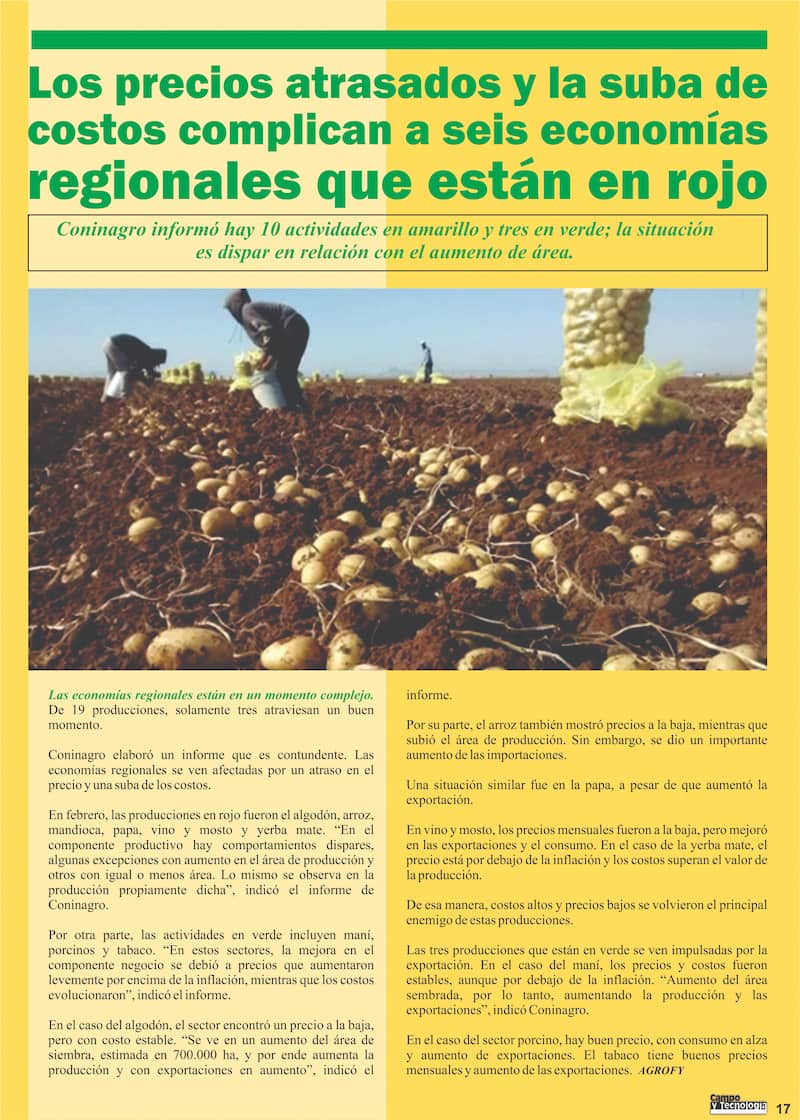 Los precios atrasados y la suba de
costos complican a seis economías
regionales que están en rojo
Coninagro informó hay 10 actividades en amarillo y tres en verde; la situación
es dispar en relación con el aumento de área.
Las economías regionales están en un momento complejo.
De 19 producciones, solamente tres atraviesan un buen
momento.
Coninagro elaboró un informe que es contundente. Las
economías regionales se ven afectadas por un atraso en el
precio y una suba de los costos.
En febrero, las producciones en rojo fueron el algodón, arroz,
mandioca, papa, vino y mosto y yerba mate. “En el
componente productivo hay comportamientos dispares,
algunas excepciones con aumento en el área de producción y
otros con igual o menos área. Lo mismo se observa en la
producción propiamente dicha”, indicó el informe de
Coninagro.
Por otra parte, las actividades en verde incluyen maní,
porcinos y tabaco. “En estos sectores, la mejora en el
componente negocio se debió a precios que aumentaron
levemente por encima de la inflación, mientras que los costos
evolucionaron”, indicó el informe.
En el caso del algodón, el sector encontró un precio a la baja,
pero con costo estable. “Se ve en un aumento del área de
siembra, estimada en 700.000 ha, y por ende aumenta la
producción y con exportaciones en aumento”, indicó el
informe.
Por su parte, el arroz también mostró precios a la baja, mientras que
subió el área de producción. Sin embargo, se dio un importante
aumento de las importaciones.
Una situación similar fue en la papa, a pesar de que aumentó la
exportación.
En vino y mosto, los precios mensuales fueron a la baja, pero mejoró
en las exportaciones y el consumo. En el caso de la yerba mate, el
precio está por debajo de la inflación y los costos superan el valor de
la producción.
De esa manera, costos altos y precios bajos se volvieron el principal
enemigo de estas producciones.
Las tres producciones que están en verde se ven impulsadas por la
exportación. En el caso del maní, los precios y costos fueron
estables, aunque por debajo de la inflación. “Aumento del área
sembrada, por lo tanto, aumentando la producción y las
exportaciones”, indicó Coninagro.
En el caso del sector porcino, hay buen precio, con consumo en alza
y aumento de exportaciones. El tabaco tiene buenos precios
mensuales y aumento de las exportaciones. AGROFY
Campo
y Tecnología
17